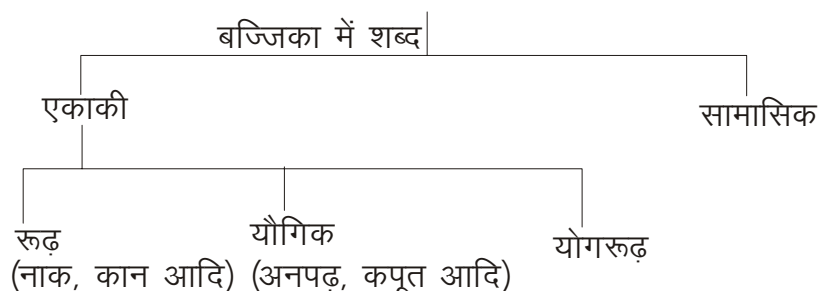 बज्जिका में शब्द
एकाकी
सामासिक
रूढ़
यौगिक
योगरूढ़
(नाक, कान आदि) (अनपढ़, कपूत आदि)